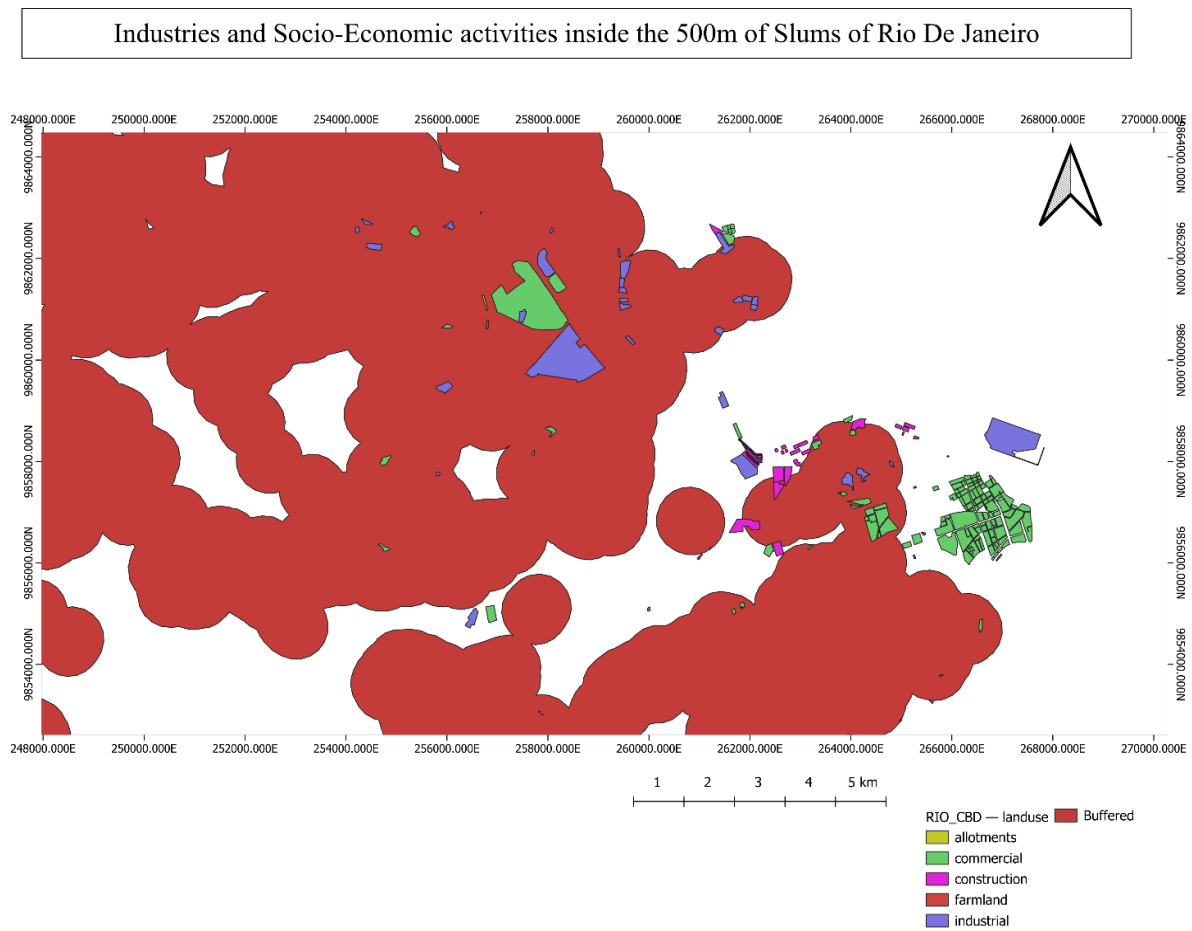 Industries and Socio-Economic activities inside the 500m of Slums of Rio De Janeiro
248000.000E 250000.000E 252000.000E 254000.000E 256000.000E 258000.000E 260000.000E 262000.000E 264000.000E 266000.000E 268000.000E 270000.000E
9864000.000N 9864000.000N
9862000.000N 9862000.000N
9860000.000N 9860000.000N
9858000.000N 9858000.000N
9856000.000N 9856000.000N
9854000.000N 9854000.000N
248000.000E 250000.000E 252000.000E 254000.000E 256000.000E 258000.000E 260000.000E 262000.000E 264000.000E 266000.000E 268000.000E 270000.000E
1 2 3 4 5 km
RIO_CBD — landuse Buffered
allotments
commercial
construction
farmland
industrial